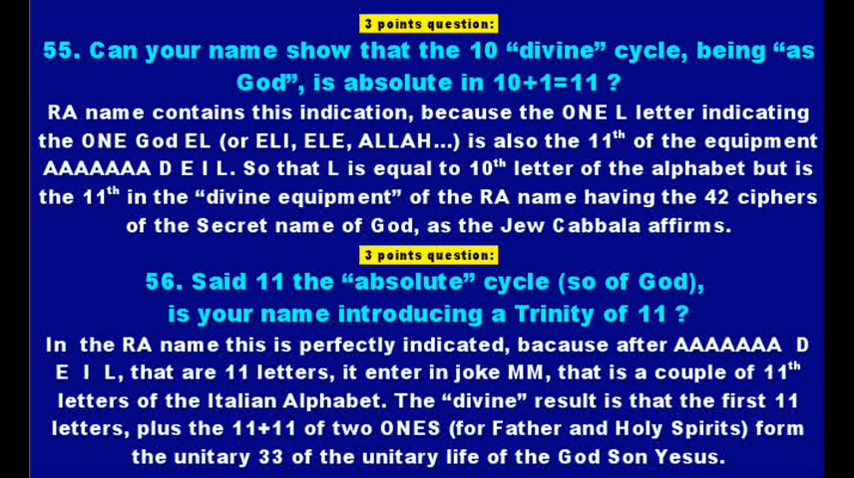 3 points question:
55. Can your name show that the 10 “divine” cycle, being “as
God”, is absolute in 10+1=11 ?
RA name contains this indication, because the ONE L letter indicating
the ONE God EL (or ELI, ELE, ALLAH...) is also the 11th of the equipment
AAAAAAA D E I L. So that L is equal to 10th letter of the alphabet but is
the 11th in the “divine equipment” of the RA name having the 42 ciphers
of the Secret name of God, as the Jew Cabbala affirms.
3 points question:
56. Said 11 the “absolute” cycle (so of God),
is your name introducing a Trinity of 11 ?
In the RA name this is perfectly indicated, bacause after AAAAAAA D
E I L, that are 11 letters, it enter in joke MM, that is a couple of 11th
letters of the Italian Alphabet. The “divine” result is that the first 11
letters, plus the 11+11 of two ONES (for Father and Holy Spirits) form
the unitary 33 of the unitary life of the God Son Yesus.